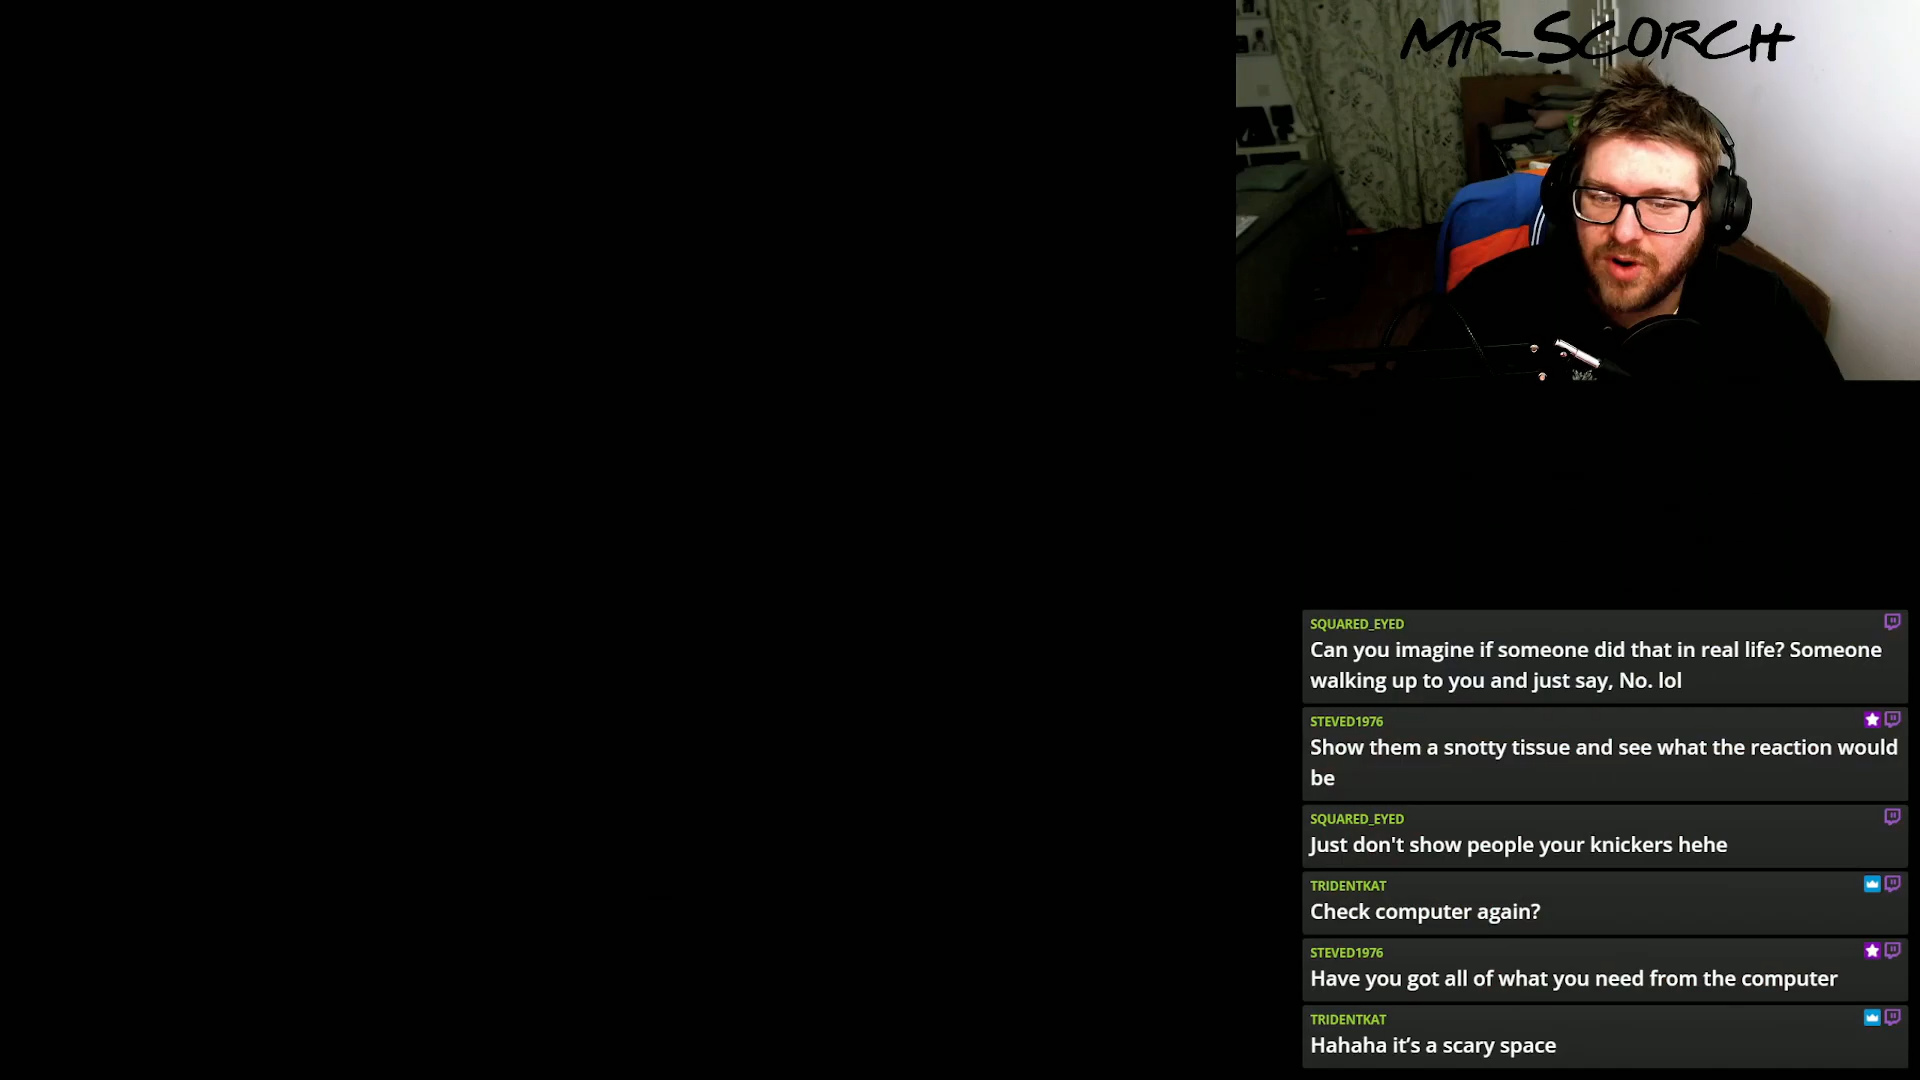 MR_SCORCH
SQUARED_EYED
Can you imagine if someone did that in real life? Someone
walking up to you and just say, No. lol
STEVED1976
Show them a snotty tissue and see what the reaction would
be
SQUARED_EYED
Just don't show people your knickers hehe
TRIDENTKAT
Check computer again?
STEVED1976
Have you got all of what you need from the computer
TRIDENTKAT
Hahaha it’s a scary space